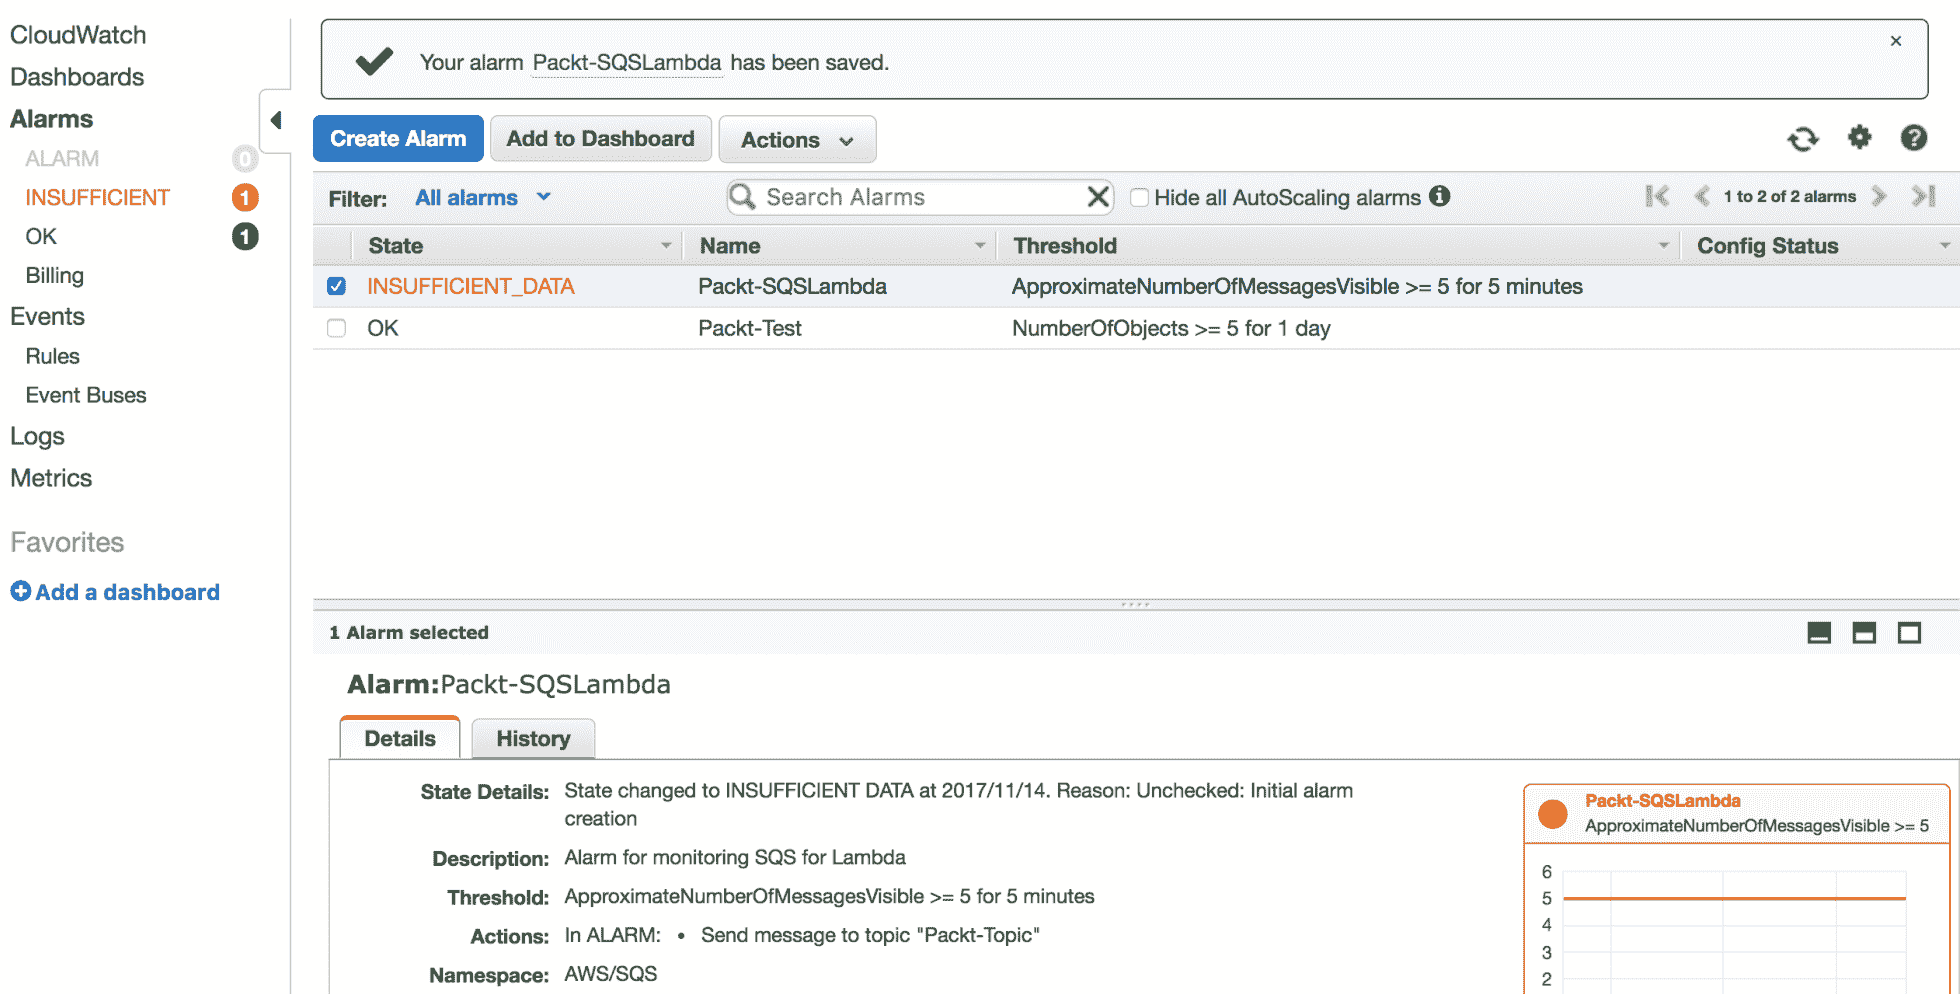 CloudWatch
Dashboards
Alarms
ALARM 0
INSUFFICIENT 1
OK 1
Billing
Events
Rules
Event Buses
Logs
Metrics
Favorites
Add a dashboard
Your alarm Packt-SQSLambda has been saved.
Create Alarm Add to Dashboard Actions
Filter: All alarms Search Alarms Hide all AutoScaling alarms 1 to 2 of 2 alarms
State Name Threshold Config Status
INSUFFICIENT_DATA Packt-SQSLambda ApproximateNumberOfMessagesVisible >= 5 for 5 minutes
OK Packt-Test NumberOfObjects >= 5 for 1 day
1 Alarm selected
Alarm:Packt-SQSLambda
Details History
State Details: State changed to INSUFFICIENT DATA at 2017/11/14. Reason: Unchecked: Initial alarm
creation
Description: Alarm for monitoring SQS for Lambda
Threshold: ApproximateNumberOfMessagesVisible >= 5 for 5 minutes
Actions: In ALARM: • Send message to topic "Packt-Topic"
Namespace: AWS/SQS
Packt-SQSLambda
ApproximateNumberOfMessagesVisible >= 5
6
5
4
3
2